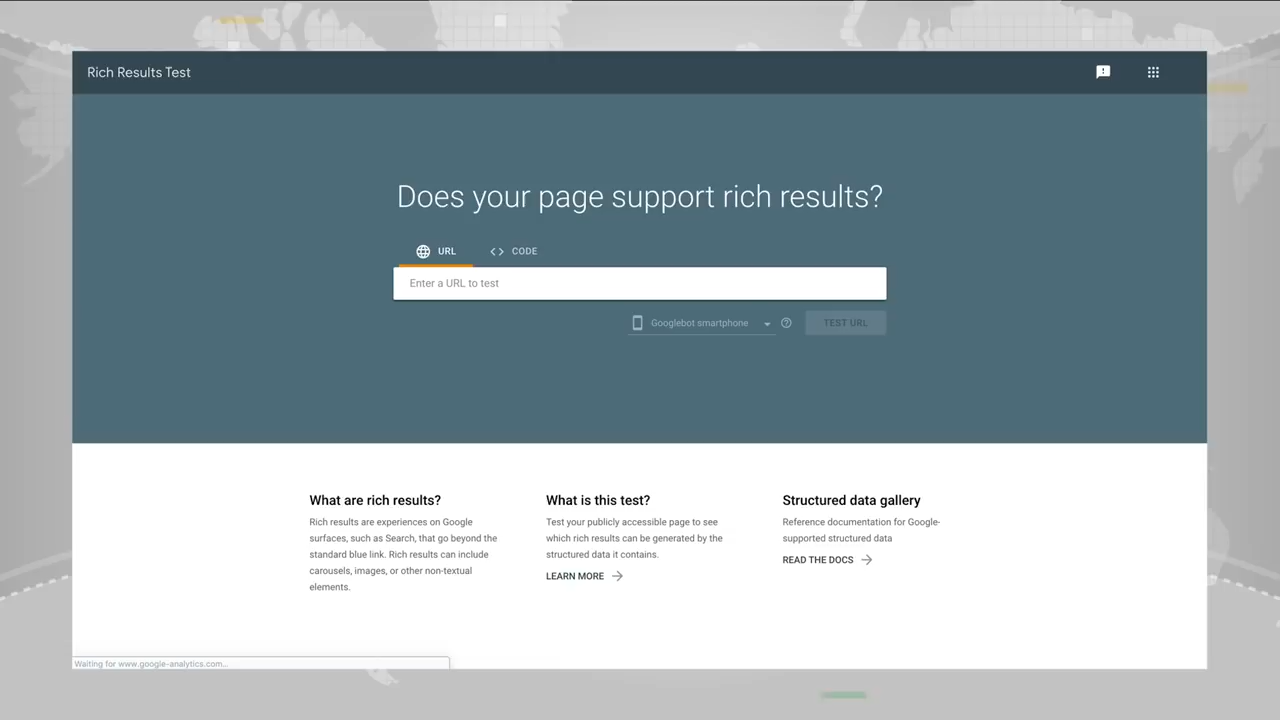 Rich Results Test
Does your page support rich results?
URL
CODE
Enter a URL to test
Googlebot smartphone
TEST URL
What are rich results?
Rich results are experiences on Google
surfaces, such as Search, that go beyond the
standard blue link. Rich results can include
carousels, images, or other non-textual
elements.
What is this test?
Test your publicly accessible page to see
which rich results can be generated by the
structured data it contains.
LEARN MORE
Structured data gallery
Reference documentation for Google-
supported structured data
READ THE DOCS
Waiting for www.google-analytics.com...